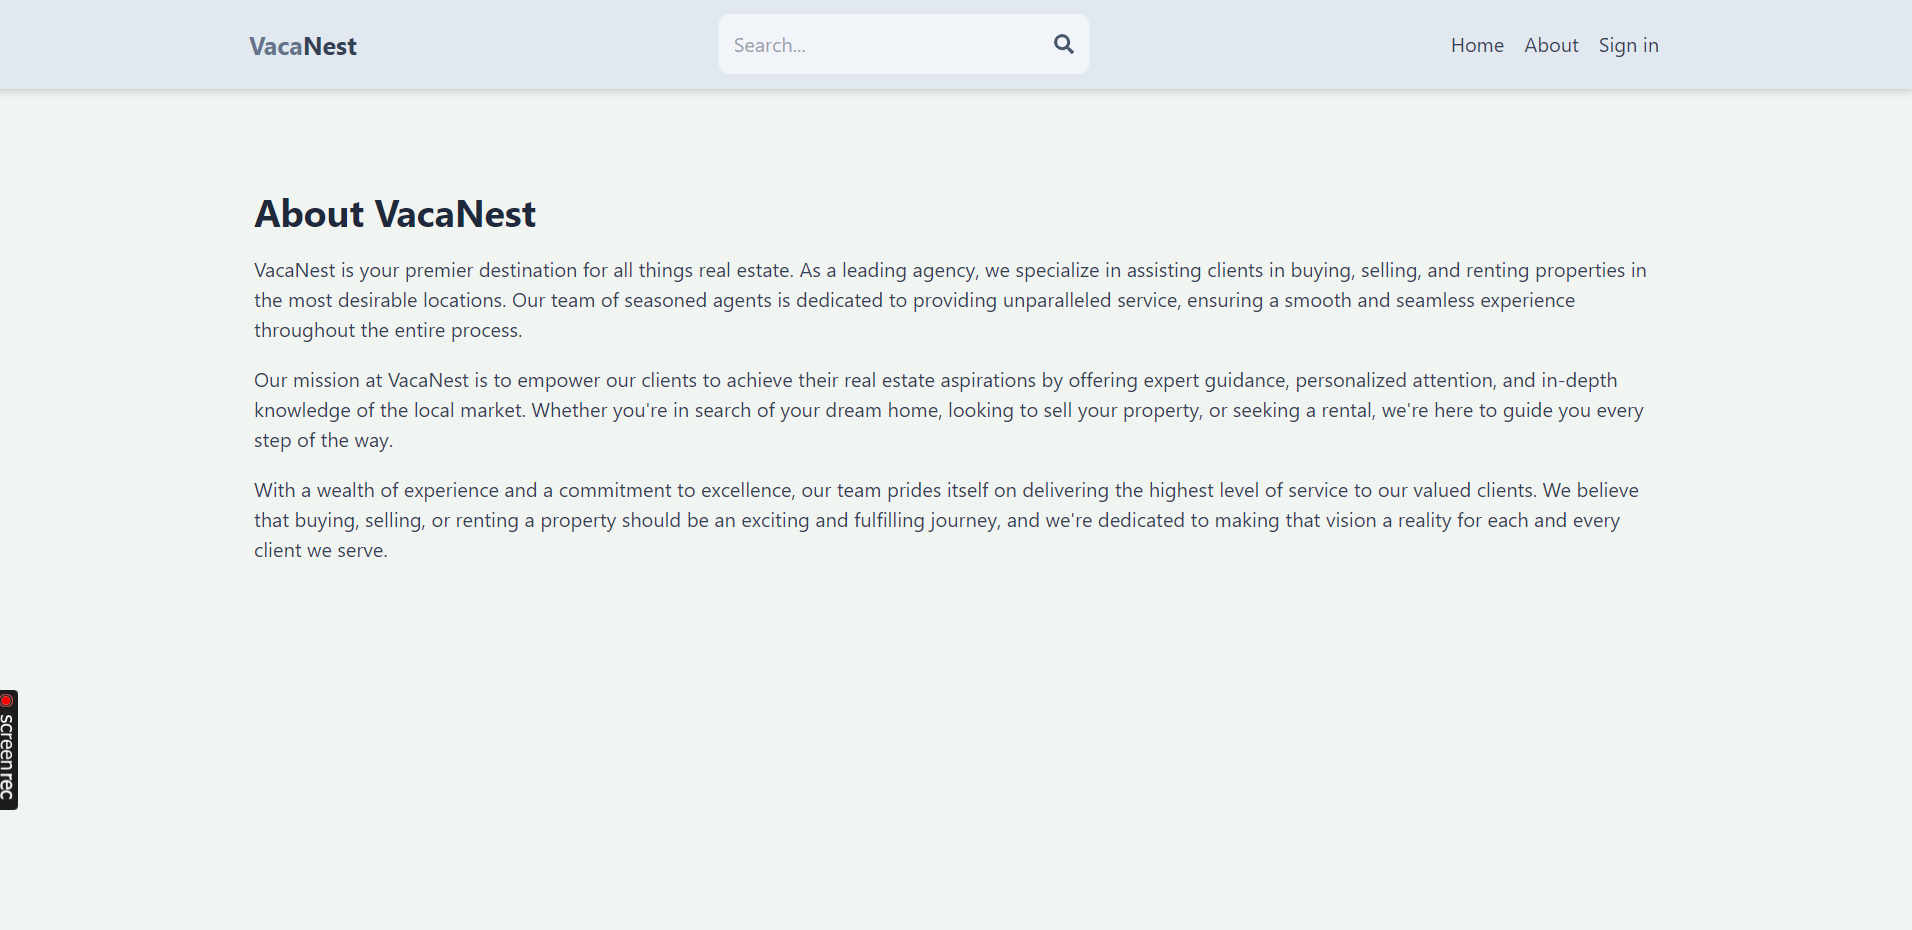 VacaNest
Search...
Home About Sign in
About VacaNest
VacaNest is your premier destination for all things real estate. As a leading agency, we specialize in assisting clients in buying, selling, and renting properties in
the most desirable locations. Our team of seasoned agents is dedicated to providing unparalleled service, ensuring a smooth and seamless experience
throughout the entire process.
Our mission at VacaNest is to empower our clients to achieve their real estate aspirations by offering expert guidance, personalized attention, and in-depth
knowledge of the local market. Whether you're in search of your dream home, looking to sell your property, or seeking a rental, we're here to guide you every
step of the way.
With a wealth of experience and a commitment to excellence, our team prides itself on delivering the highest level of service to our valued clients. We believe
that buying, selling, or renting a property should be an exciting and fulfilling journey, and we're dedicated to making that vision a reality for each and every
client we serve.
screenrec